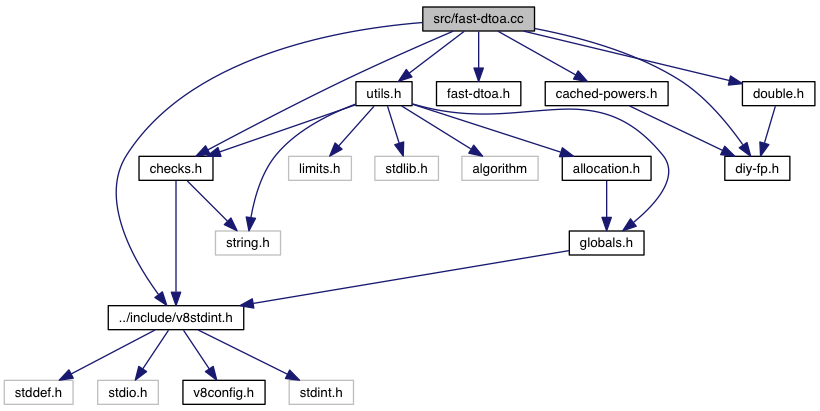 src/fast-dtoa.cc
utils.h
fast-dtoa.h
cached-powers.h
double.h
checks.h
limits.h
stdlib.h
algorithm
allocation.h
diy-fp.h
string.h
globals.h
../include/v8stdint.h
stddef.h
stdio.h
v8config.h
stdint.h